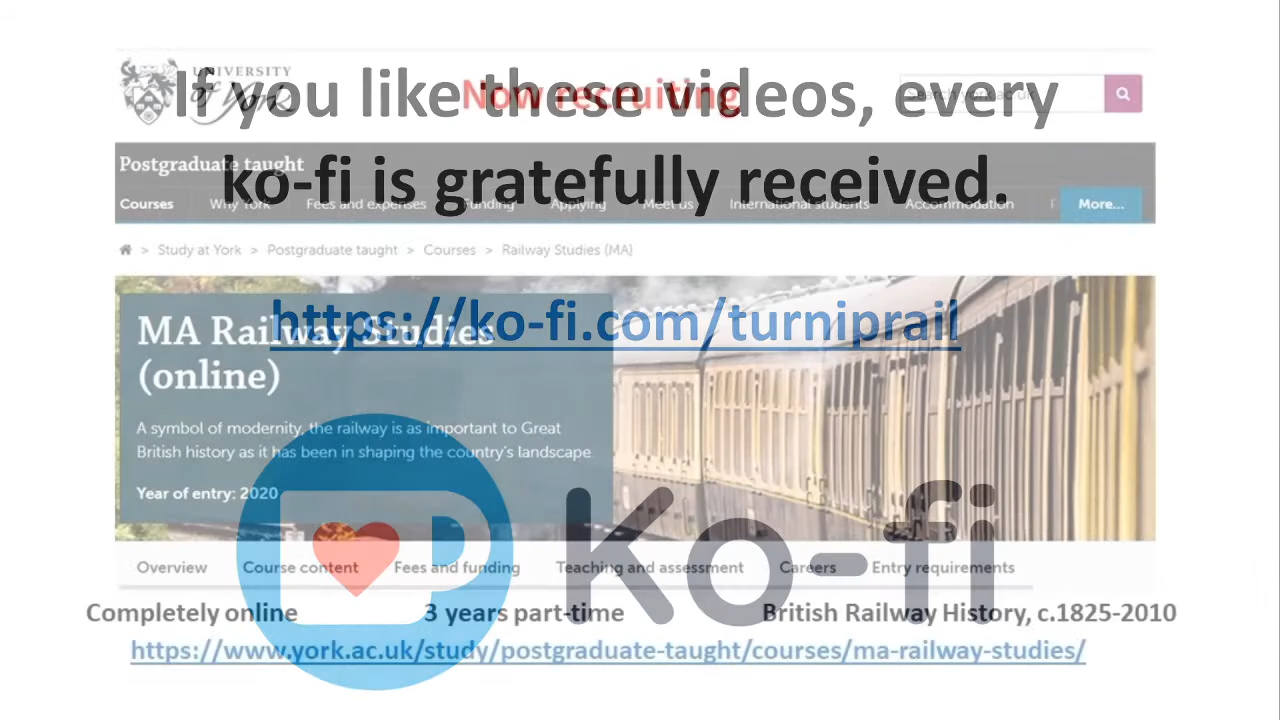 If you like these videos, every
ko-fi is gratefully received.
https://ko-fi.com/turniprail
Ko-fi
UNIVERSITY
of York
Now recruiting
Postgraduate taught
Courses Why York Fees and expenses Funding Applying Meet us International students Accommodation More...
> Study at York > Postgraduate taught > Courses > Railway Studies (MA)
MA Railway Studies
(online)
A symbol of modernity, the railway is as important to Great
British history as it has been in shaping the country's landscape.
Year of entry: 2020
Overview Course content Fees and funding Teaching and assessment Careers Entry requirements
Completely online 3 years part-time British Railway History, c.1825-2010
https://www.york.ac.uk/study/postgraduate-taught/courses/ma-railway-studies/